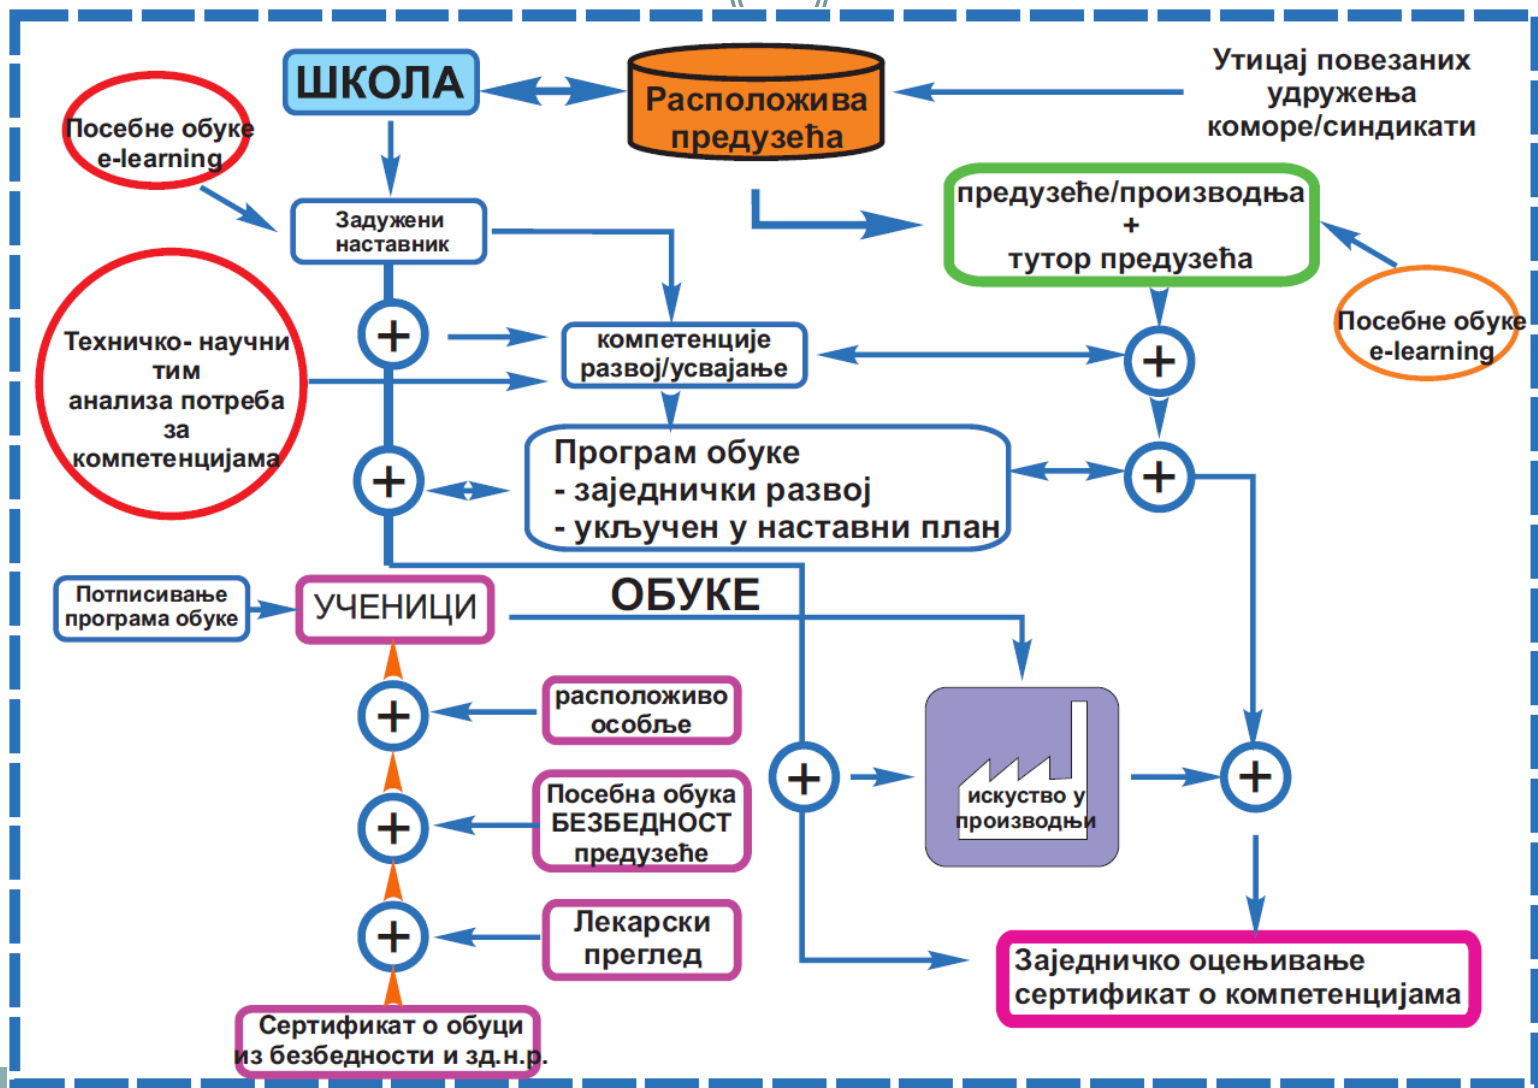 ШКОЛА
Расположива
предузећа
Утицај повезаних
удружења
коморе/синдикати
Посебне обуке
e-learning
Задужени
наставник
предузеће/производња
+
тутор предузећа
Посебне обуке
e-learning
Техничко- научни
тим
анализа потреба
за
компетенцијама
+
компетенције
развој/усвајање
+
Програм обуке
- заједнички развој
- укључен у наставни план
+
+
Потписивање
програма обуке
УЧЕНИЦИ
ОБУКЕ
+
расположиво
особље
+
Посебна обука
БЕЗБЕДНОСТ
предузеће
+
Лекарски
преглед
Сертификат о обуци
из безбедности и зд.н.р.
+
искуство у
производњи
+
Заједничко оцењивање
сертификат о компетенцијама